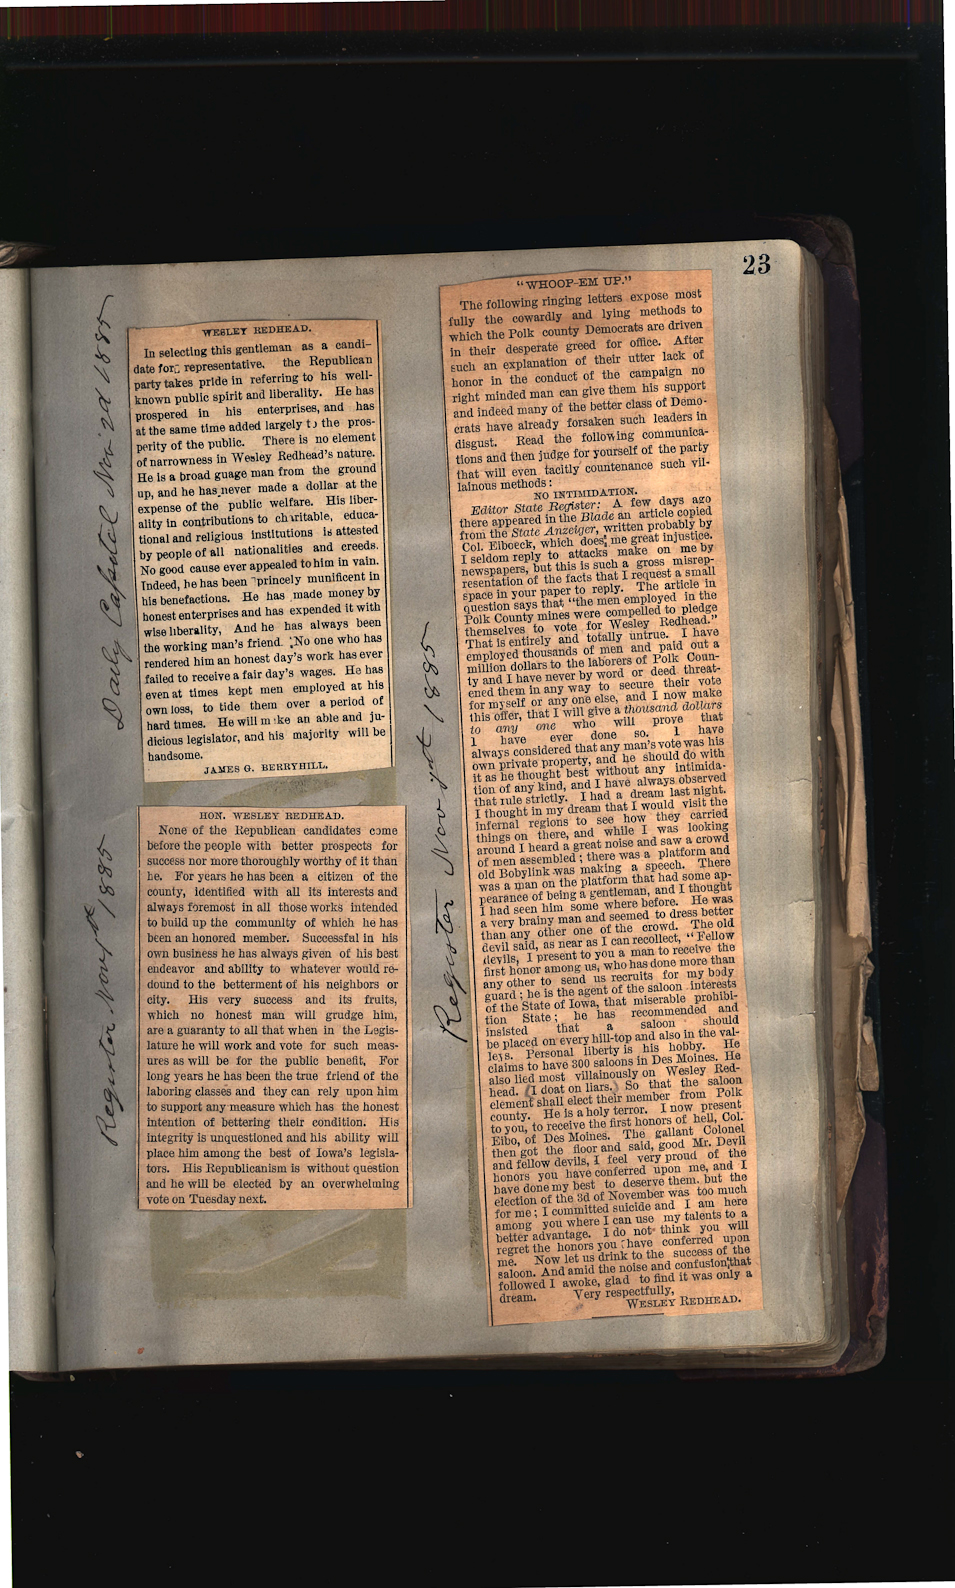 23
Daily Capital Nov 2d 1885
WESLEY REDHEAD.
In selecting this gentleman as a candi-
date for representative, the Republican
party takes pride in referring to his well-
known public spirit and liberality. He has
prospered in his enterprises, and has
at the same time added largely to the pros-
perity of the public. There is no element
of narrowness in Wesley Redhead's nature.
He is a broad guage man from the ground
up, and he has never made a dollar at the
expense of the public welfare. His liber-
ality in contributions to charitable, educa-
tional and religious institutions is attested
by people of all nationalities and creeds.
No good cause ever appealed to him in vain.
Indeed, he has been princely munificent in
his benefactions. He has made money by
honest enterprises and has expended it with
wise liberality, And he has always been
the working man's friend. No one who has
rendered him an honest day's work has ever
failed to receive a fair day's wages. He has
even at times kept men employed at his
own loss, to tide them over a period of
hard times. He will make an able and ju-
dicious legislator, and his majority will be
handsome.
JAMES G. BERRYHILL.
Register Nov 1885
HON. WESLEY REDHEAD.
None of the Republican candidates come
before the people with better prospects for
success nor more thoroughly worthy of it than
he. For years he has been a citizen of the
county, identified with all its interests and
always foremost in all those works intended
to build up the community of which he has
been an honored member. Successful in his
own business he has always given of his best
endeavor and ability to whatever would re-
dound to the betterment of his neighbors or
city. His very success and its fruits,
which no honest man will grudge him,
are a guaranty to all that when in the Legis-
lature he will work and vote for such meas-
ures as will be for the public benefit, For
long years he has been the true friend of the
laboring classes and they can rely upon him
to support any measure which has the honest
intention of bettering their condition. His
integrity is unquestioned and his ability will
place him among the best of Iowa's legisla-
tors. His Republicanism is without question
and he will be elected by an overwhelming
vote on Tuesday next.
Register Nov 1885
"WHOOP-EM UP."
The following ringing letters expose most
fully the cowardly and lying methods to
which the Polk county Democrats are driven
in their desperate greed for office. After
such an explanation of their utter lack of
honor in the conduct of the campaign no
right minded man can give them his support
and indeed many of the better class of Demo-
crats have already forsaken such leaders in
disgust. Read the following communica-
tions and then judge for yourself of the party
that will even tacitly countenance such vil-
lainous methods:
NO INTIMIDATION.
Editor State Register: A few days ago
there appeared in the Blade an article copied
from the State Anzeiger, written probably by
Col. Eiboeck, which does me great injustice.
I seldom reply to attacks make on me by
newspapers, but this is such a gross misrep-
resentation of the facts that I request a small
space in your paper to reply. The article in
question says that "the men employed in the
Polk County mines were compelled to pledge
themselves to vote for Wesley Redhead."
That is entirely and totally untrue. I have
employed thousands of men and paid out a
million dollars to the laborers of Polk Coun-
ty and I have never by word or deed threat-
ened them in any way to secure their vote
for myself or any one else, and I now make
this offer, that I will give a thousand dollars
to any one who will prove that
I have ever done so. I have
always considered that any man's vote was his
own private property, and he should do with
it as he thought best without any intimida-
tion of any kind, and I have always observed
that rule strictly. I had a dream last night.
I thought in my dream that I would visit the
infernal regions to see how they carried
things on there, and while I was looking
around I heard a great noise and saw a crowd
of men assembled; there was a platform and
old Bobylink was making a speech. There
was a man on the platform that had some ap-
pearance of being a gentleman, and I thought
I had seen him some where before. He was
a very brainy man and seemed to dress better
than any other one of the crowd. The old
devil said, as near as I can recollect, "Fellow
devils, I present to you a man to receive the
first honor among us, who has done more than
any other to send us recruits for my body
guard; he is the agent of the saloon interests
of the State of Iowa, that miserable prohibi-
tion State; he has recommended and
insisted that a saloon should
be placed on every hill-top and also in the val-
leys. Personal liberty is his hobby. He
claims to have 300 saloons in Des Moines. He
also lied most villainously on Wesley Red-
head. (I doat on liars.) So that the saloon
element shall elect their member from Polk
county. He is a holy terror. I now present
to you, to receive the first honors of hell, Col.
Eibo, of Des Moines. The gallant Colonel
then got the floor and said, good Mr. Devil
and fellow devils, I feel very proud of the
honors you have conferred upon me, and I
have done my best to deserve them. but the
election of the 3d of November was too much
for me; I committed suicide and I am here
among you where I can use my talents to a
better advantage. I do not think you will
regret the honors you have conferred upon
me. Now let us drink to the success of the
saloon. And amid the noise and confusion that
followed I awoke, glad to find it was only a
dream. Very respectfully,
WESLEY REDHEAD.